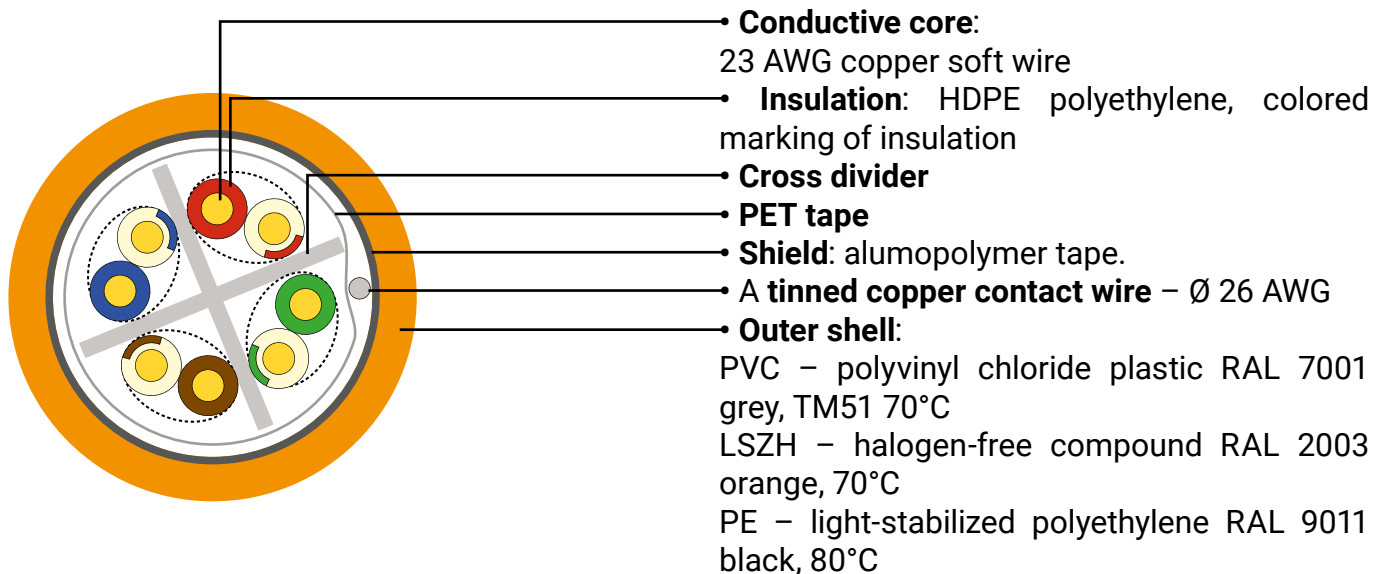 • Conductive core:
23 AWG copper soft wire
• Insulation: HDPE polyethylene, colored
marking of insulation
• Cross divider
• PET tape
• Shield: alumopolymer tape.
• A tinned copper contact wire – Ø 26 AWG
• Outer shell:
PVC – polyvinyl chloride plastic RAL 7001
grey, TM51 70°C
LSZH – halogen-free compound RAL 2003
orange, 70°C
PE – light-stabilized polyethylene RAL 9011
black, 80°C